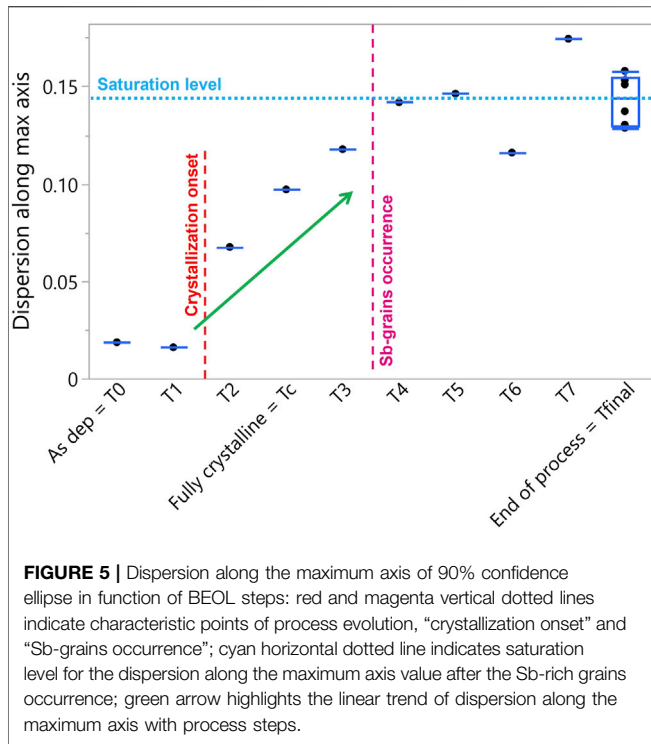 Dispersion along max axis
0.15
0.10
0.05
0
Saturation level
Crystallization onset
Sb-grains occurrence
As dep = T0
T1
T2
Fully crystalline = Tc
T3
T4
T5
T6
T7
End of process = Tfinal
FIGURE 5 | Dispersion along the maximum axis of 90% confidence
ellipse in function of BEOL steps: red and magenta vertical dotted lines
indicate characteristic points of process evolution, “crystallization onset” and
“Sb-grains occurrence”; cyan horizontal dotted line indicates saturation
level for the dispersion along the maximum axis value after the Sb-rich grains
occurrence; green arrow highlights the linear trend of dispersion along the
maximum axis with process steps.